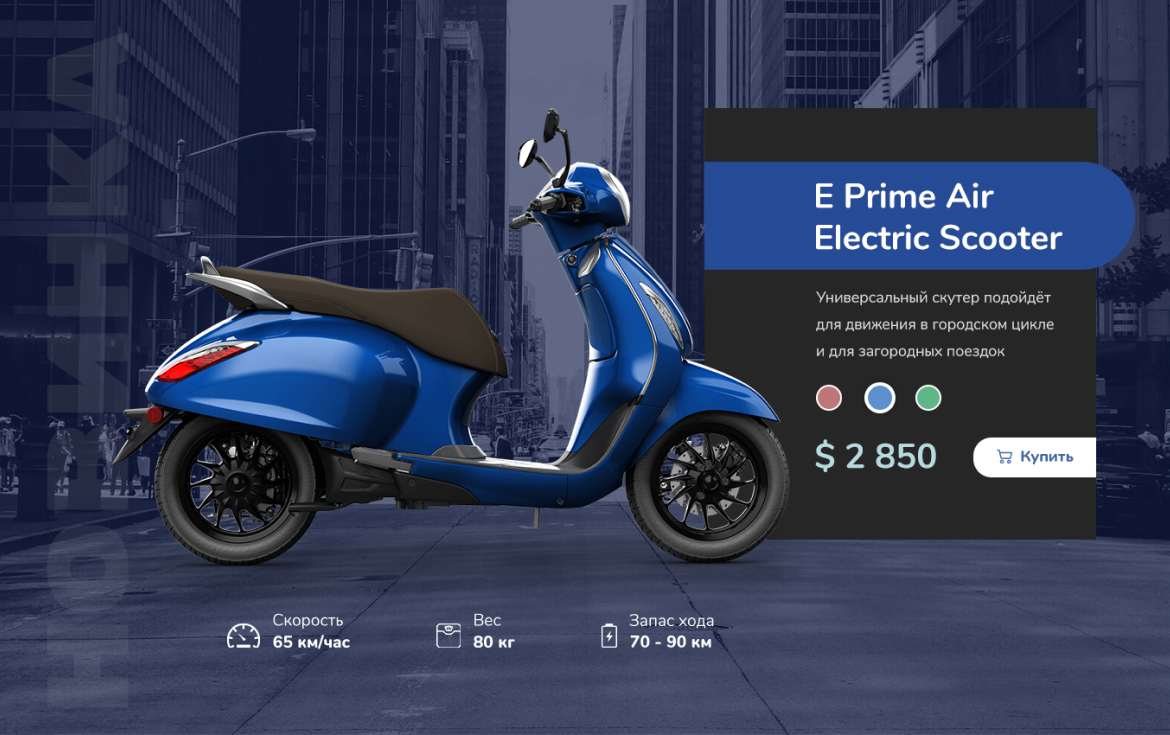 НОВИНКА
E Prime Air
Electric Scooter
Универсальный скутер подойдёт
для движения в городском цикле
и для загородных поездок
$ 2 850
Купить
Скорость
65 км/час
Вес
80 кг
Запас хода
70 - 90 км